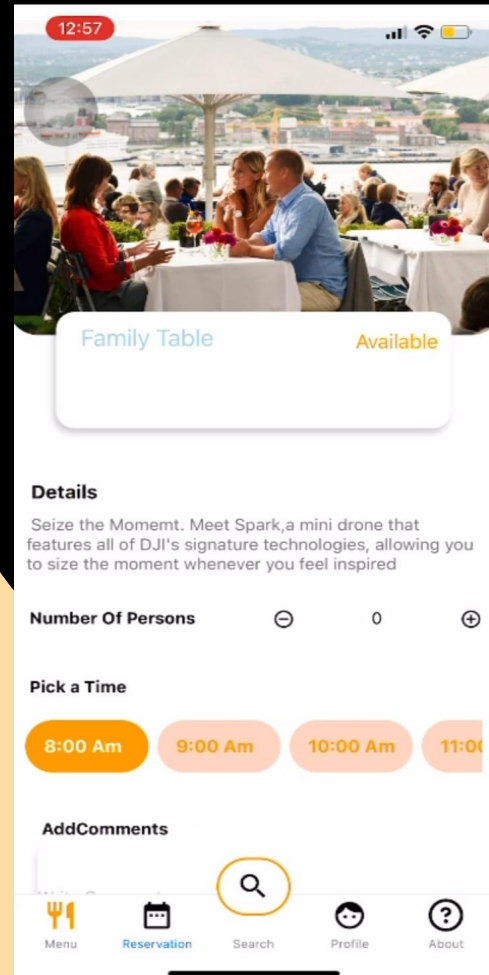 12:57
Family Table
Available
Details
Seize the Momemt. Meet Spark,a mini drone that
features all of DJI's signature technologies, allowing you
to size the moment whenever you feel inspired
Number Of Persons
0
Pick a Time
8:00 Am
9:00 Am
10:00 Am
11:00
AddComments
Menu
Reservation
Search
Profile
About